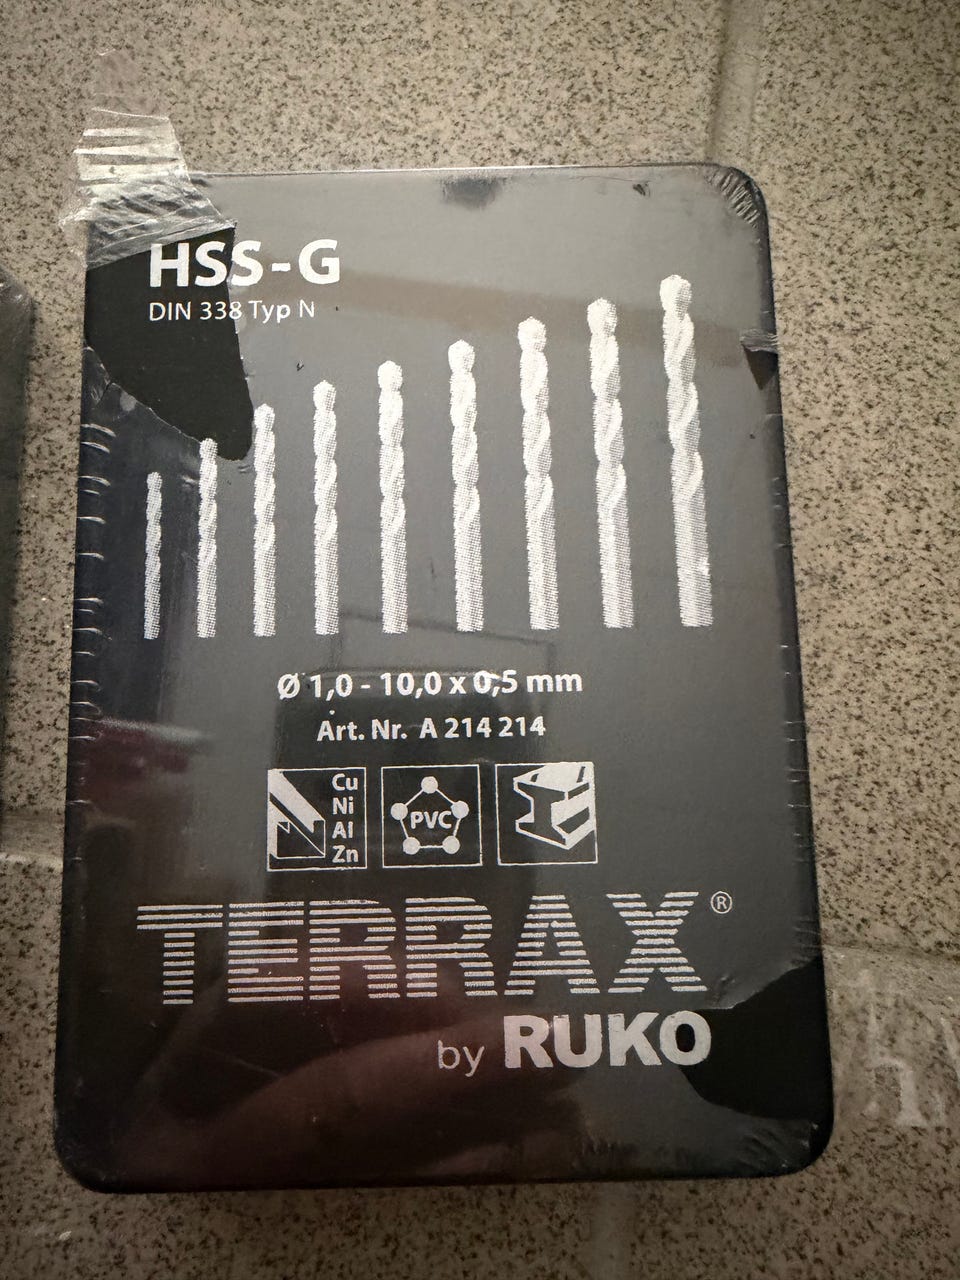 HSS-G
DIN 338 Typ N
Ø 1,0 - 10,0 x 0,5 mm
Art. Nr. A 214 214
Cu
Ni
Al
Zn
PVC
TERRAX®
by RUKO